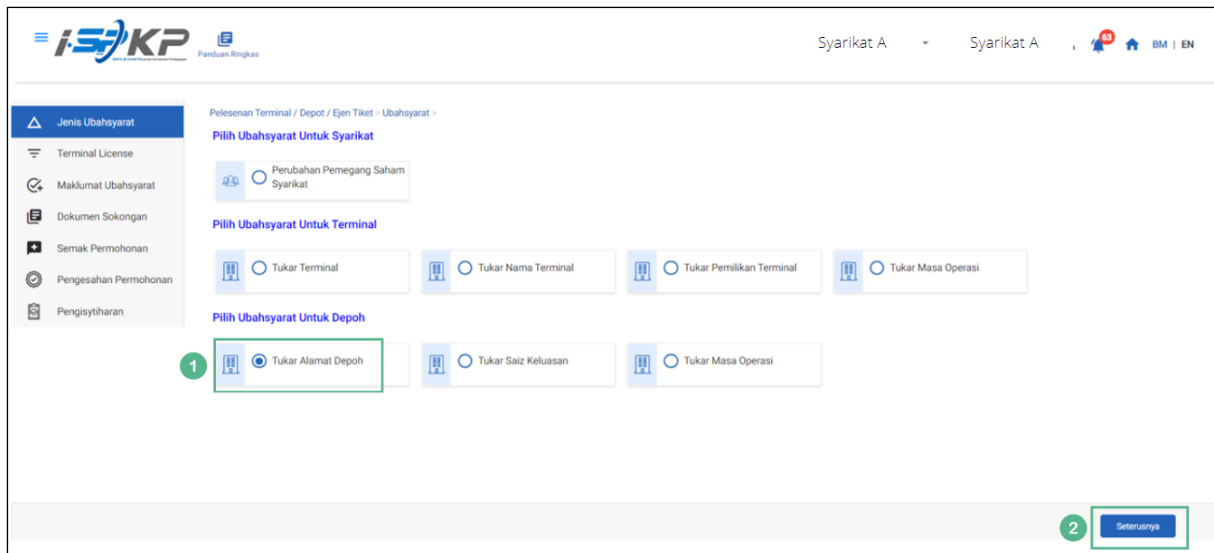 i-SPKP
Panduan Ringkas
Syarikat A
Syarikat A
63
BM | EN
Jenis Ubahsyarat
Terminal License
Maklumat Ubahsyarat
Dokumen Sokongan
Semak Permohonan
Pengesahan Permohonan
Pengisytiharan
Pelesenan Terminal / Depot / Ejen Tiket > Ubahsyarat >
Pilih Ubahsyarat Untuk Syarikat
Perubahan Pemegang Saham
Syarikat
Pilih Ubahsyarat Untuk Terminal
Tukar Terminal
Tukar Nama Terminal
Tukar Pemilikan Terminal
Tukar Masa Operasi
Pilih Ubahsyarat Untuk Depoh
1
Tukar Alamat Depoh
Tukar Saiz Keluasan
Tukar Masa Operasi
2
Seterusnya